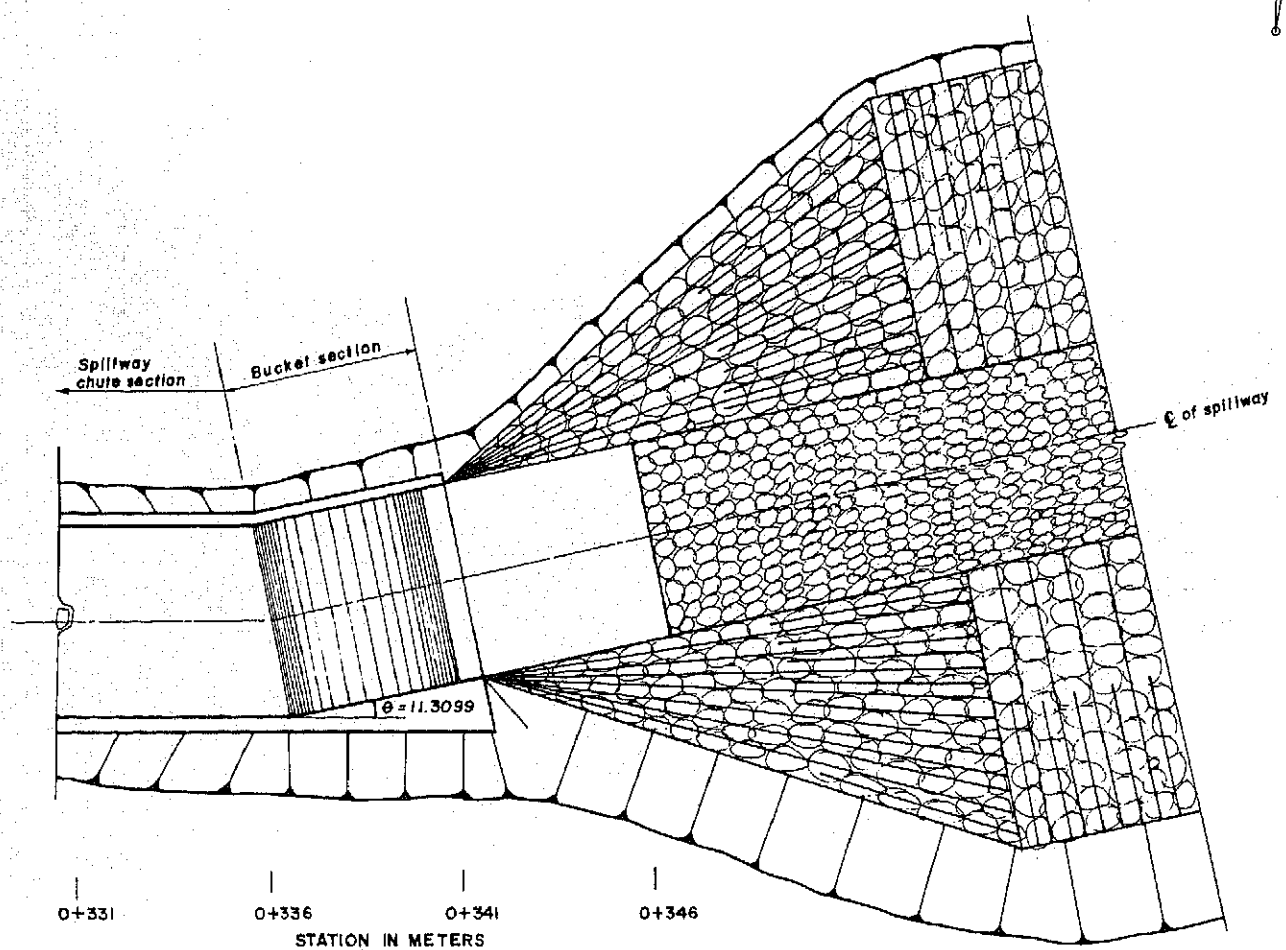 Spillway
chute section
Bucket section
℄ of spillway
θ = 11.3099
0+331 0+336 0+341 0+346
STATION IN METERS